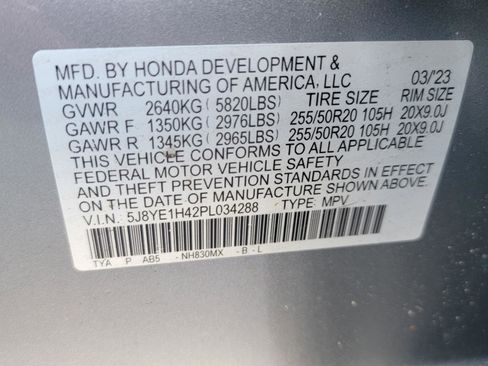 MFD. BY HONDA DEVELOPMENT &
MANUFACTURING OF AMERICA, LLC 03/'23
GVWR 2640KG ( 5820LBS) TIRE SIZE RIM SIZE
GAWR F 1350KG ( 2976LBS) 255/50R20 105H 20X9.0J
GAWR R 1345KG ( 2965LBS) 255/50R20 105H 20X9.0J
THIS VEHICLE CONFORMS TO ALL APPLICABLE
FEDERAL MOTOR VEHICLE SAFETY
AND THEFT PREVENTION STANDARDS IN EFFECT
ON THE DATE OF MANUFACTURE SHOWN ABOVE.
V.I.N. 5J8YE1H42PL034288 TYPE: MPV
TYA P AB5 - NH830MX - B - L